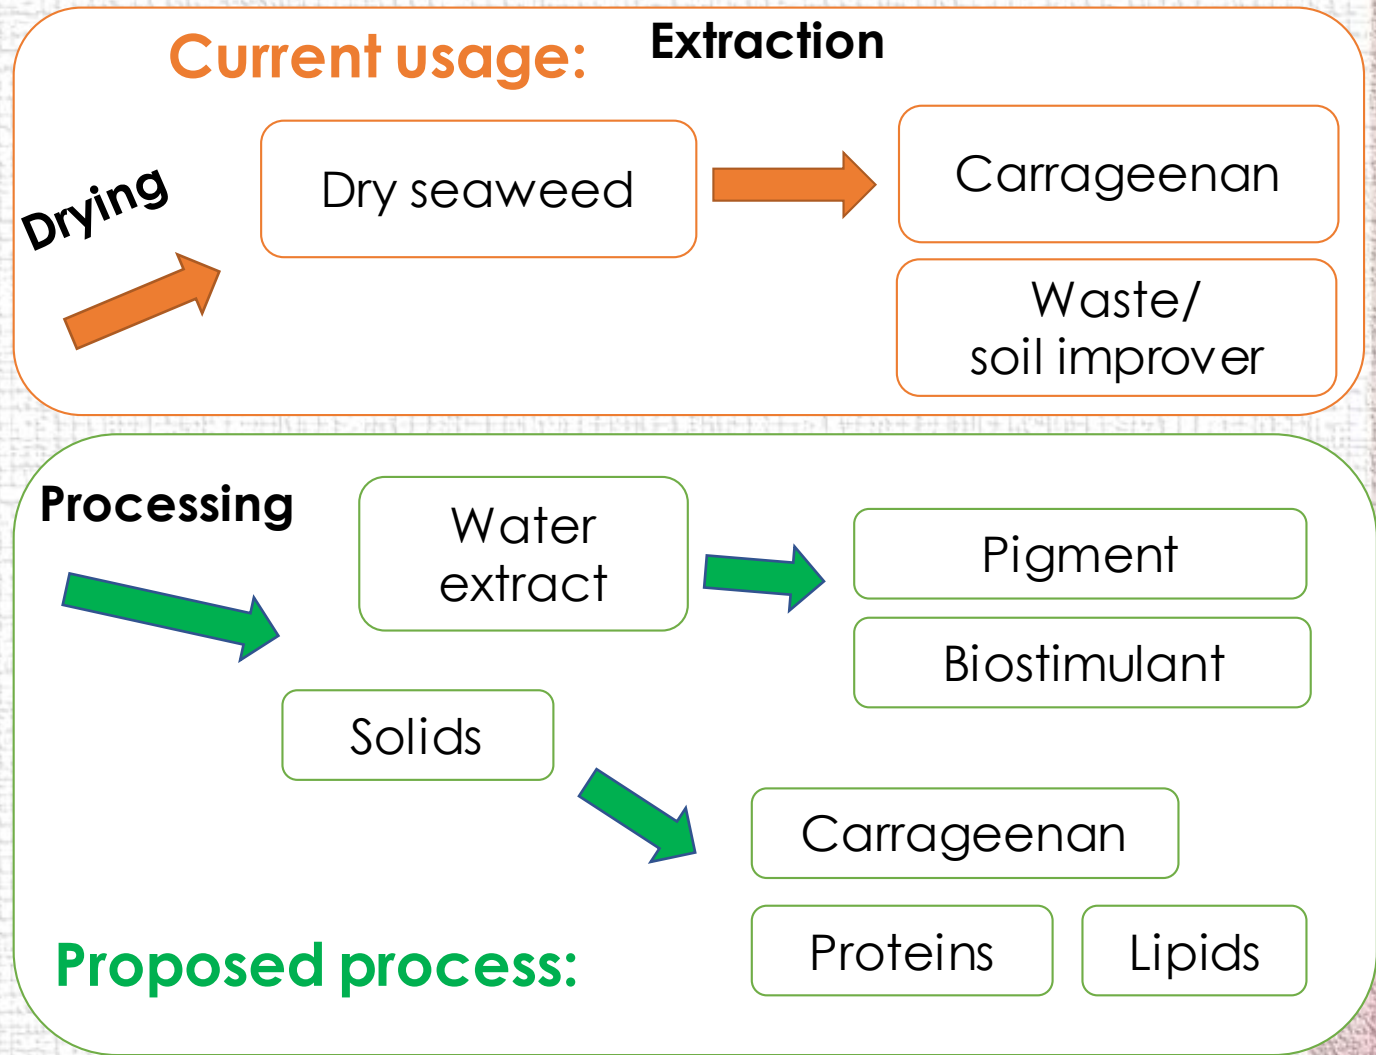 Current usage:
Extraction
Drying
Dry seaweed
Carrageenan
Waste/
soil improver
Processing
Water
extract
Pigment
Biostimulant
Solids
Carrageenan
Proteins
Lipids
Proposed process: